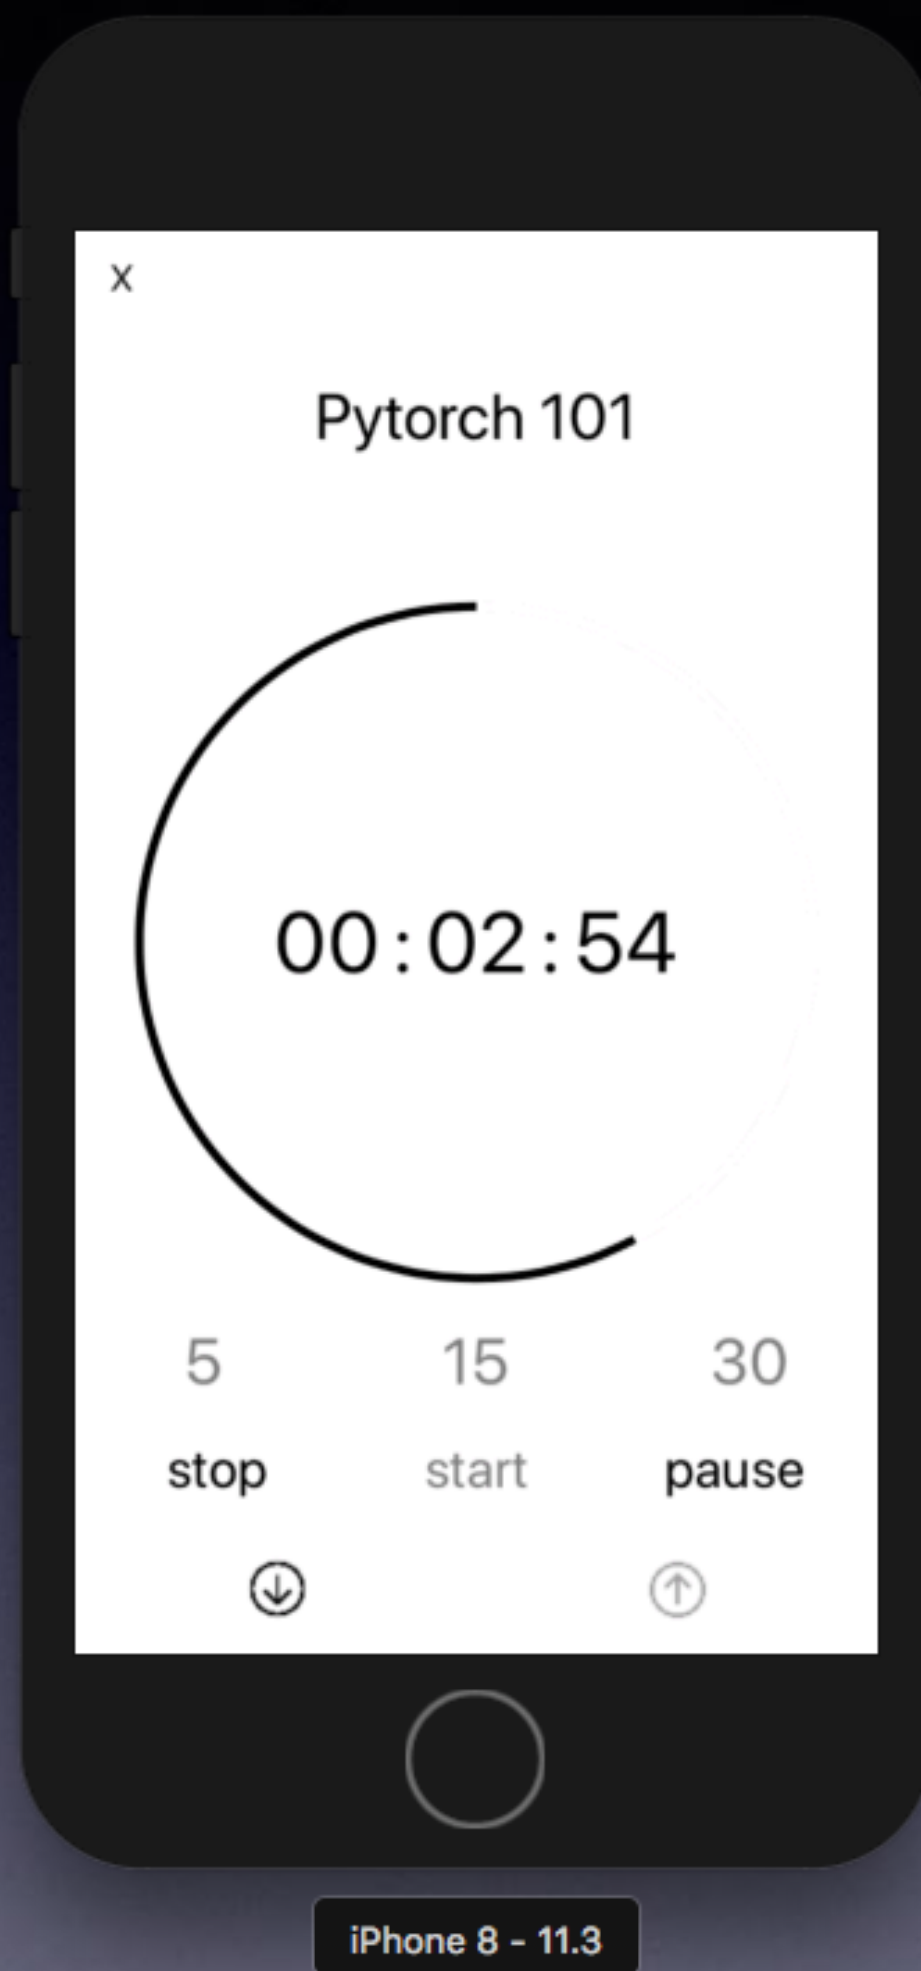 X
Pytorch 101
00:02:54
5 15 30
stop start pause
iPhone 8 - 11.3